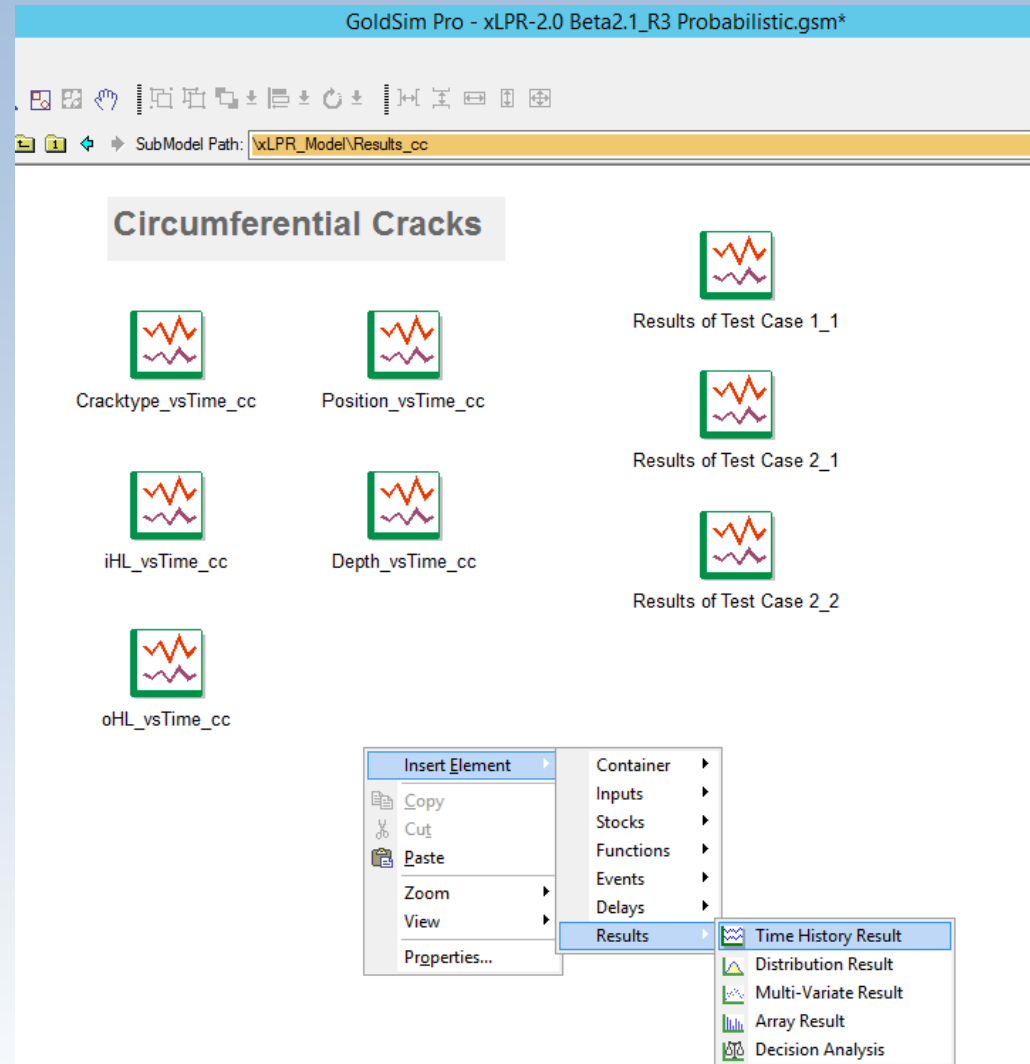 GoldSim Pro - xLPR-2.0 Beta2.1_R3 Probabilistic.gsm*
SubModel Path: \xLPR_Model\Results_cc
Circumferential Cracks
Results of Test Case 1_1
Cracktype_vsTime_cc
Position_vsTime_cc
Results of Test Case 2_1
iHL_vsTime_cc
Depth_vsTime_cc
Results of Test Case 2_2
oHL_vsTime_cc
Insert Element
Copy
Cut
Paste
Zoom
View
Properties...
Container
Inputs
Stocks
Functions
Events
Delays
Results
Time History Result
Distribution Result
Multi-Variate Result
Array Result
Decision Analysis